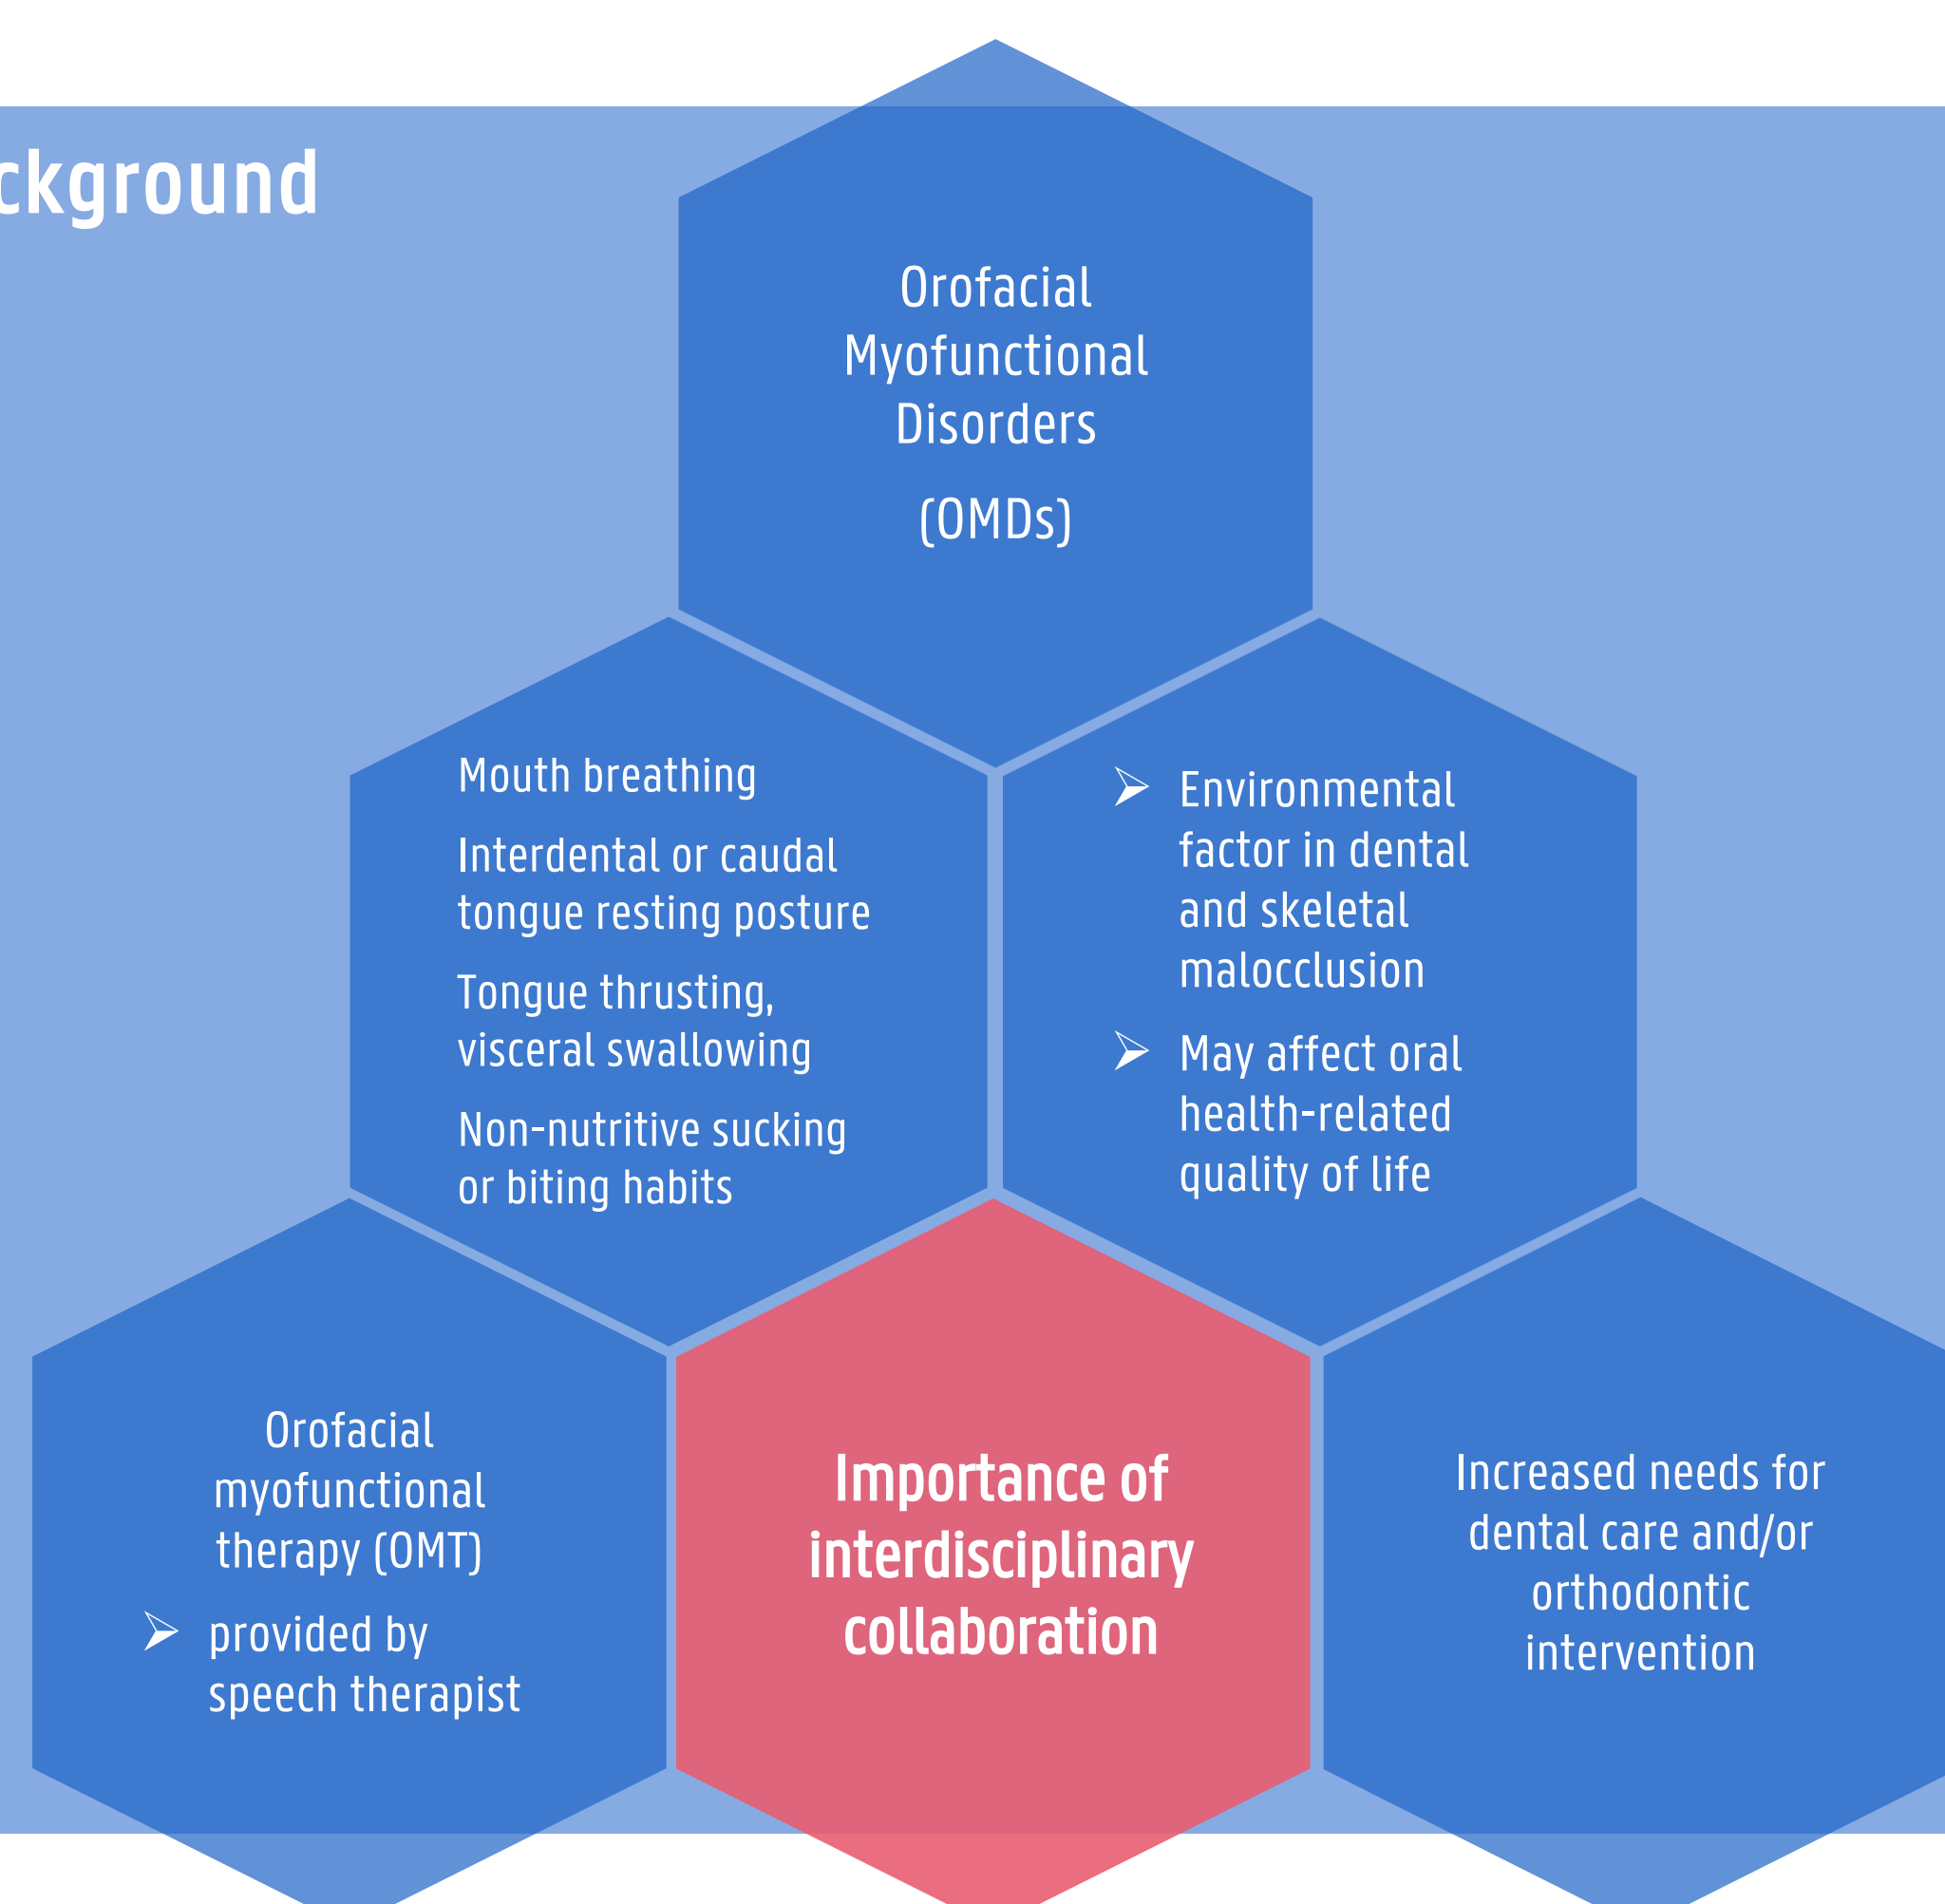 ckground
Orofacial
Myofunctional
Disorders
(OMDs)
Mouth breathing
Interdental or caudal
tongue resting posture
Tongue thrusting,
visceral swallowing
Non-nutritive sucking
or biting habits
Environmental
factor in dental
and skeletal
malocclusion
May affect oral
health-related
quality of life
Orofacial
myofunctional
therapy (OMT)
provided by
speech therapist
Importance of
interdisciplinary
collaboration
Increased needs for
dental care and/or
orthodontic
intervention